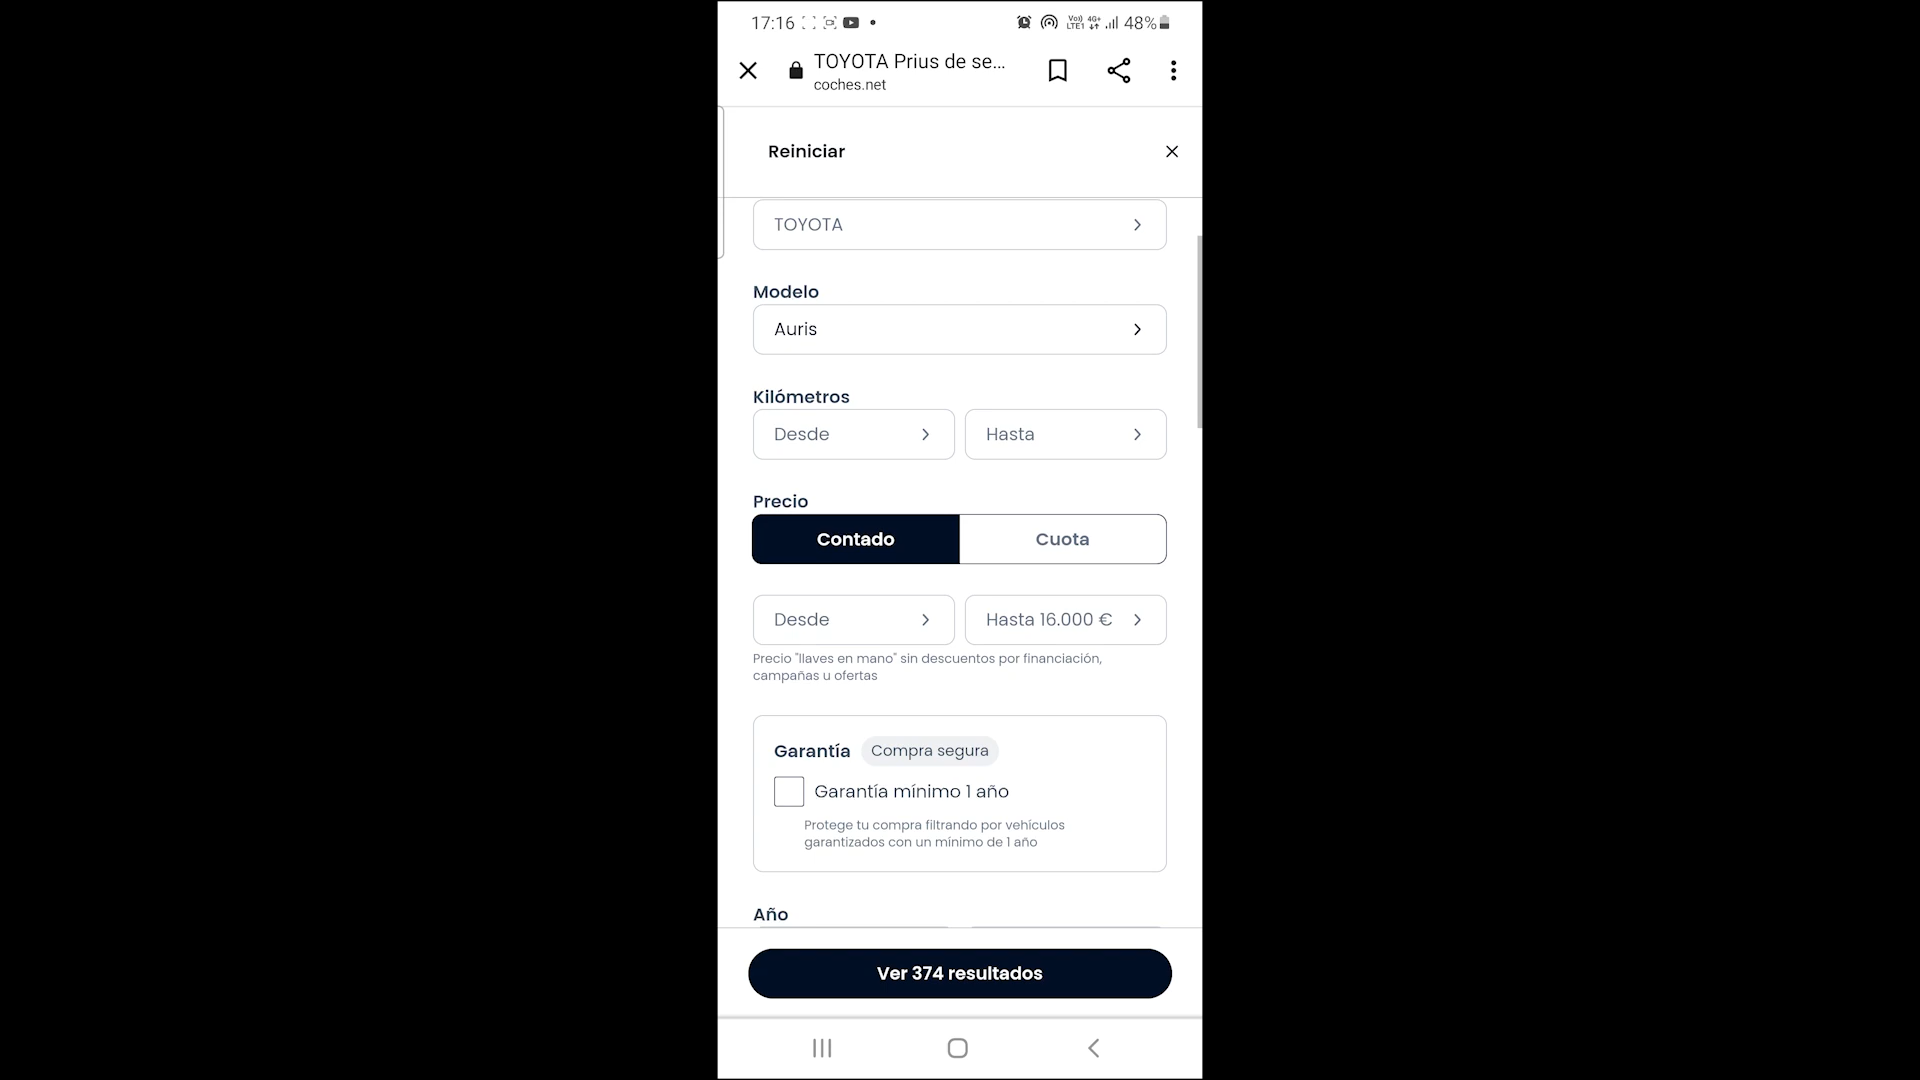 17:16
Vo)) LTE1 4G+ 48%
TOYOTA Prius de se...
coches.net
Reiniciar
TOYOTA
Modelo
Auris
Kilómetros
Desde
Hasta
Precio
Contado
Cuota
Desde
Hasta 16.000 €
Precio "llaves en mano" sin descuentos por financiación,
campañas u ofertas
Garantía
Compra segura
Garantía mínimo 1 año
Protege tu compra filtrando por vehículos
garantizados con un mínimo de 1 año
Año
Ver 374 resultados